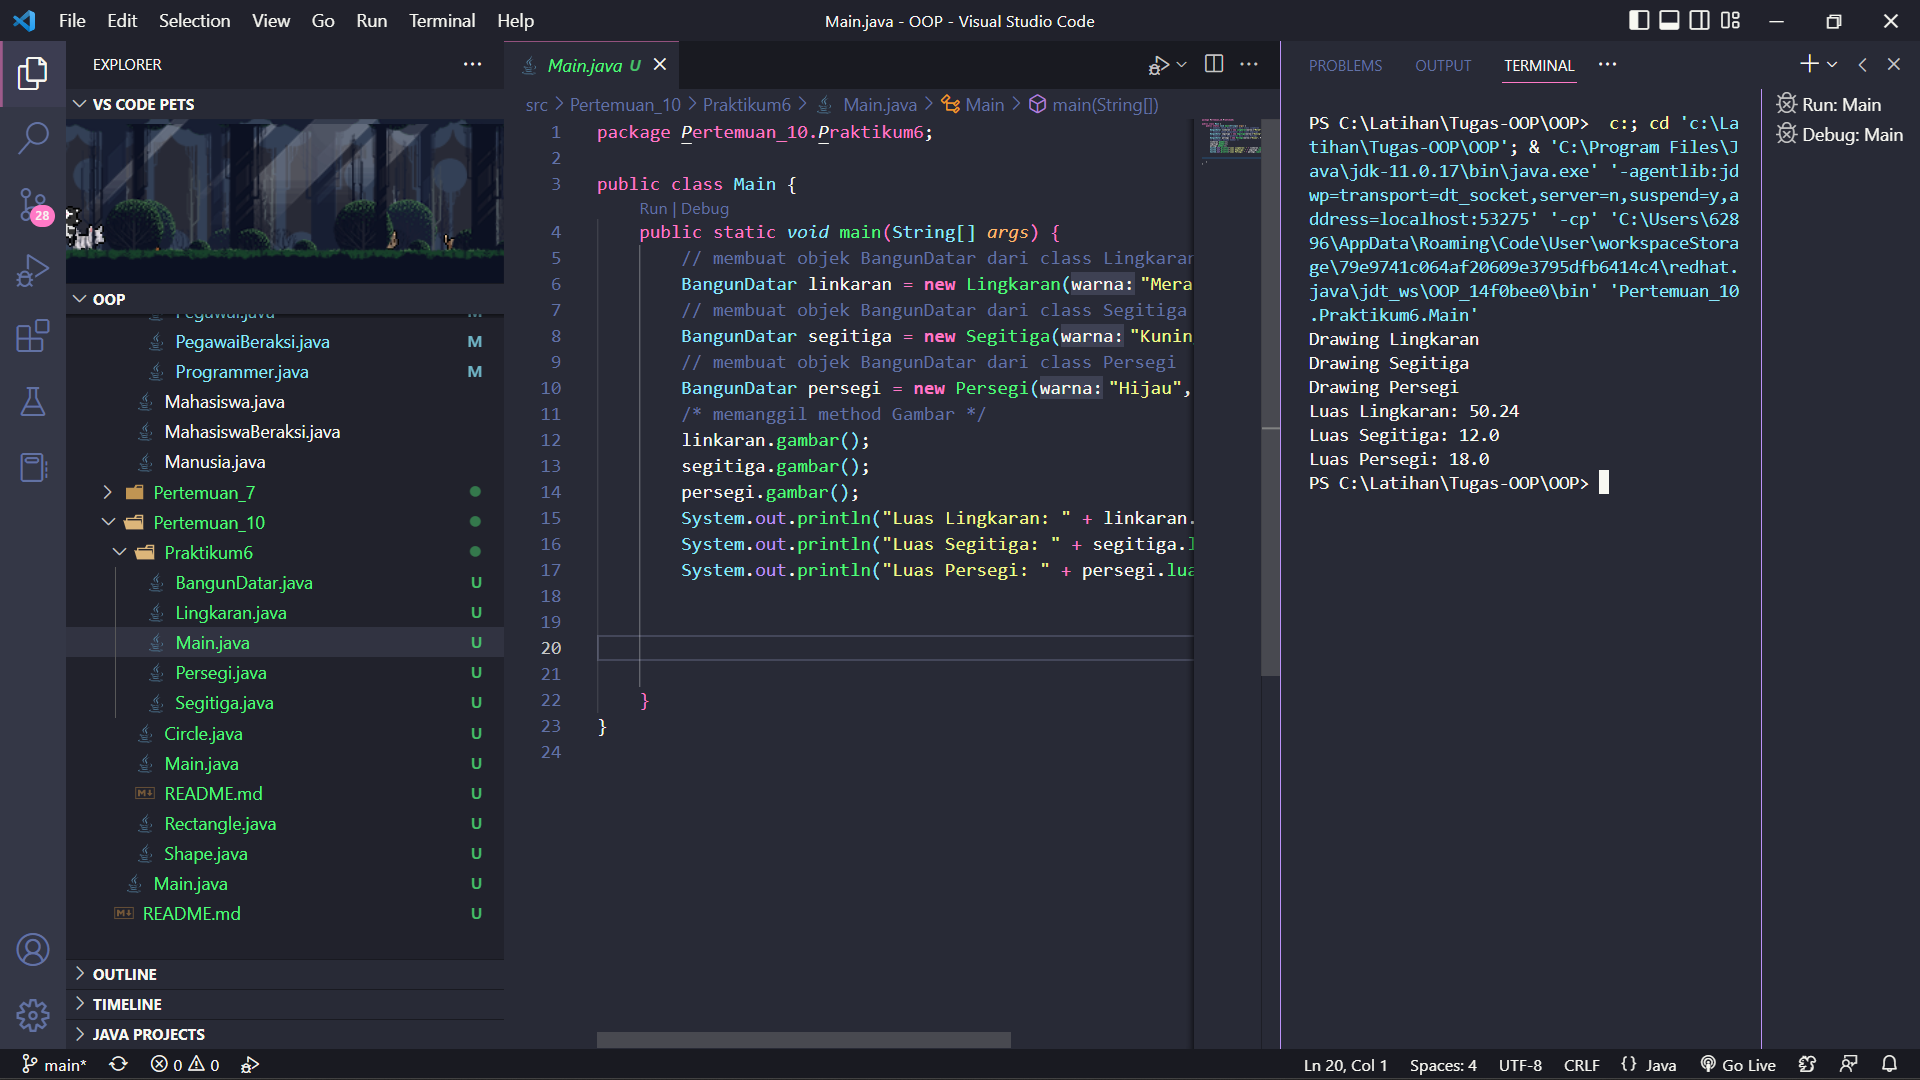 File Edit Selection View Go Run Terminal Help
Main.java - OOP - Visual Studio Code
EXPLORER
VS CODE PETS
28
OOP
Pegawai.java M
PegawaiBeraksi.java M
Programmer.java M
Mahasiswa.java
MahasiswaBeraksi.java
Manusia.java
Pertemuan_7
Pertemuan_10
Praktikum6
BangunDatar.java U
Lingkaran.java U
Main.java U
Persegi.java U
Segitiga.java U
Circle.java U
Main.java U
README.md U
Rectangle.java U
Shape.java U
Main.java U
README.md U
OUTLINE
TIMELINE
JAVA PROJECTS
Main.java U
src > Pertemuan_10 > Praktikum6 > Main.java > Main > main(String[])
1 package Pertemuan_10.Praktikum6;
2
3 public class Main {
Run | Debug
4 public static void main(String[] args) {
5 // membuat objek BangunDatar dari class Lingkaran
6 BangunDatar linkaran = new Lingkaran(warna: "Mera
7 // membuat objek BangunDatar dari class Segitiga
8 BangunDatar segitiga = new Segitiga(warna: "Kunin
9 // membuat objek BangunDatar dari class Persegi
10 BangunDatar persegi = new Persegi(warna: "Hijau",
11 /* memanggil method Gambar */
12 linkaran.gambar();
13 segitiga.gambar();
14 persegi.gambar();
15 System.out.println("Luas Lingkaran: " + linkaran.
16 System.out.println("Luas Segitiga: " + segitiga.l
17 System.out.println("Luas Persegi: " + persegi.lua
18
19
20
21
22 }
23 }
24
PROBLEMS OUTPUT TERMINAL
PS C:\Latihan\Tugas-OOP\OOP>  c:; cd 'c:\La
tihan\Tugas-OOP\OOP'; & 'C:\Program Files\J
ava\jdk-11.0.17\bin\java.exe' '-agentlib:jd
wp=transport=dt_socket,server=n,suspend=y,a
ddress=localhost:53275' '-cp' 'C:\Users\628
96\AppData\Roaming\Code\User\workspaceStora
ge\79e9741c064af20609e3795dfb6414c4\redhat.
java\jdt_ws\OOP_14f0bee0\bin' 'Pertemuan_10
.Praktikum6.Main'
Drawing Lingkaran
Drawing Segitiga
Drawing Persegi
Luas Lingkaran: 50.24
Luas Segitiga: 12.0
Luas Persegi: 18.0
PS C:\Latihan\Tugas-OOP\OOP>
Run: Main
Debug: Main
main* 0 0
Ln 20, Col 1 Spaces: 4 UTF-8 CRLF {} Java Go Live